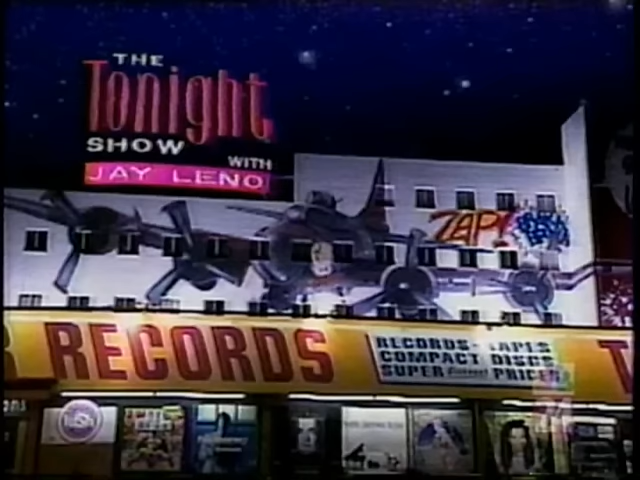 THE
Tonight
SHOW
WITH
JAY LENO
ZAP!
RECORDS
RECORDS-TAPES
COMPACT DISCS
SUPER PRICES
T